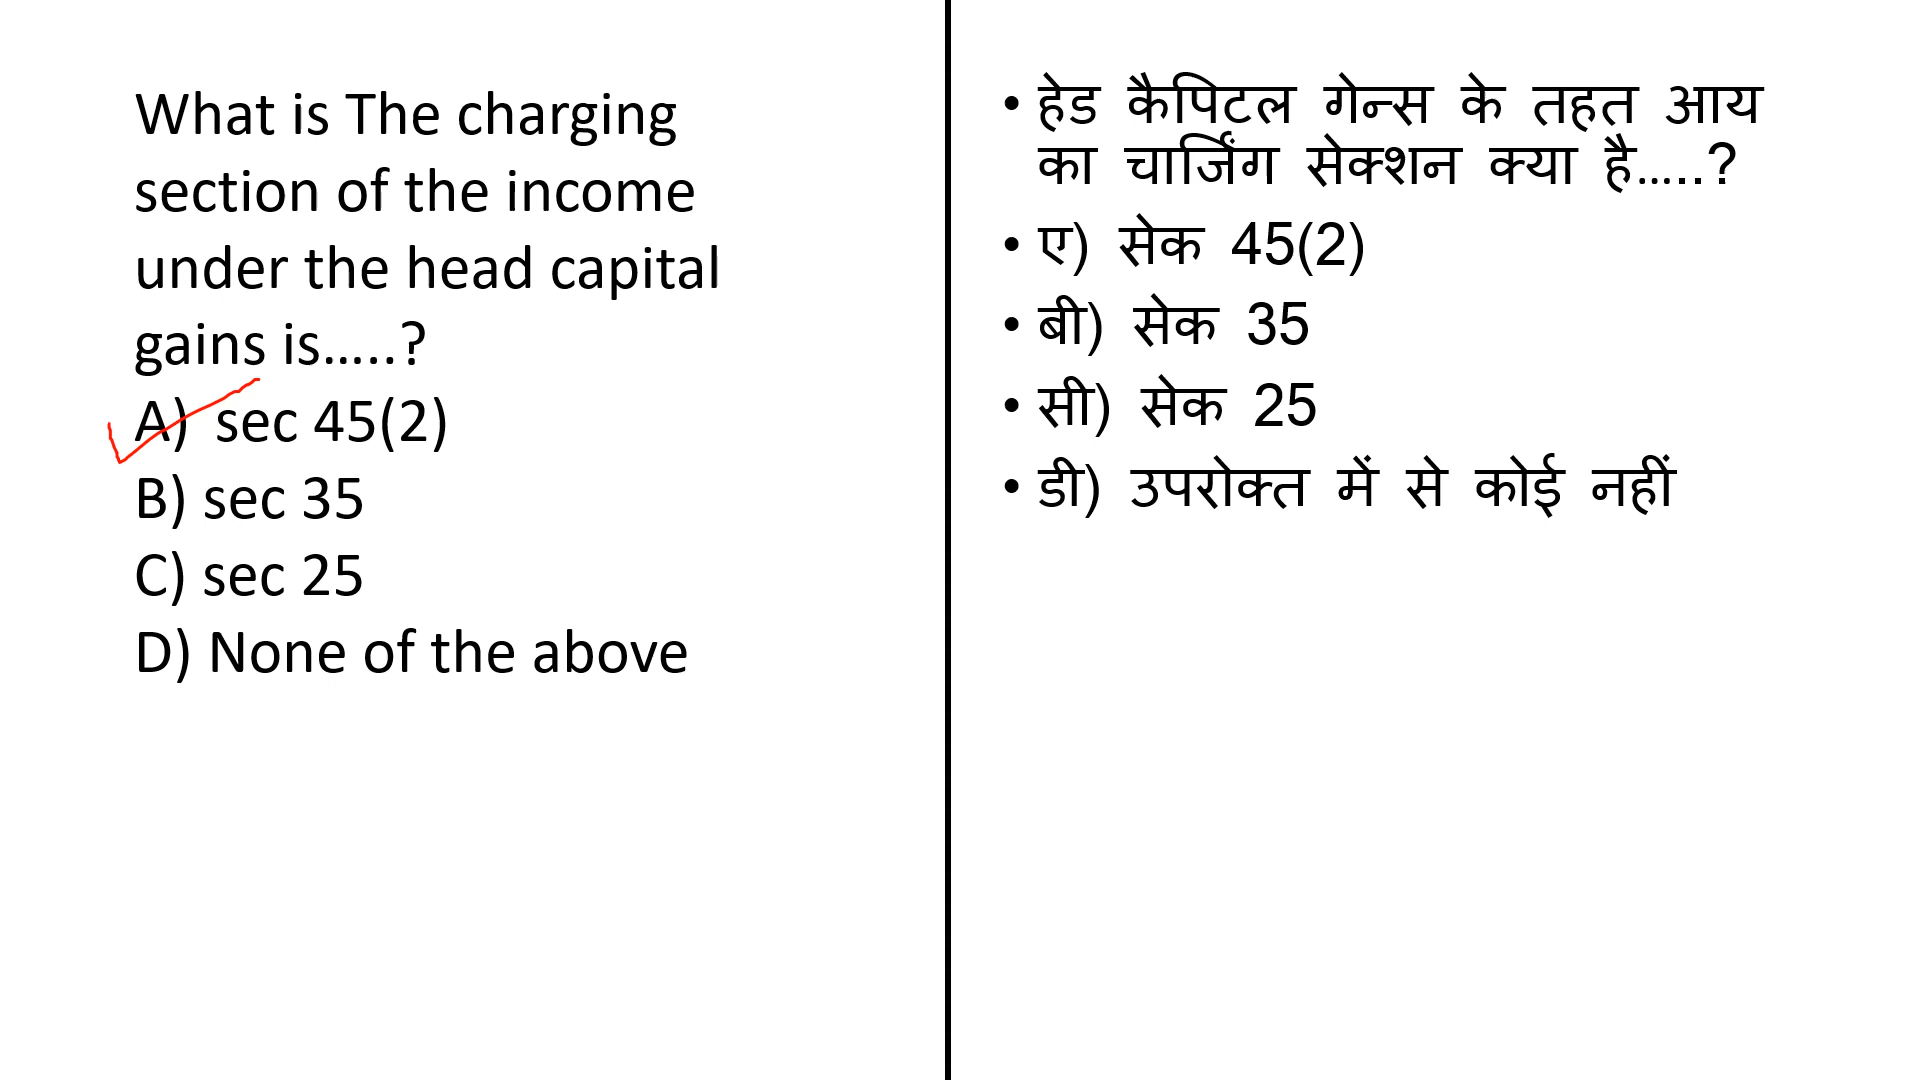 What is The charging
section of the income
under the head capital
gains is…..?
A) sec 45(2)
B) sec 35
C) sec 25
D) None of the above
• हेड कैपिटल गेन्स के तहत आय
का चार्जिंग सेक्शन क्या है…..?
• ए) सेक 45(2)
• बी) सेक 35
• सी) सेक 25
• डी) उपरोक्त में से कोई नहीं